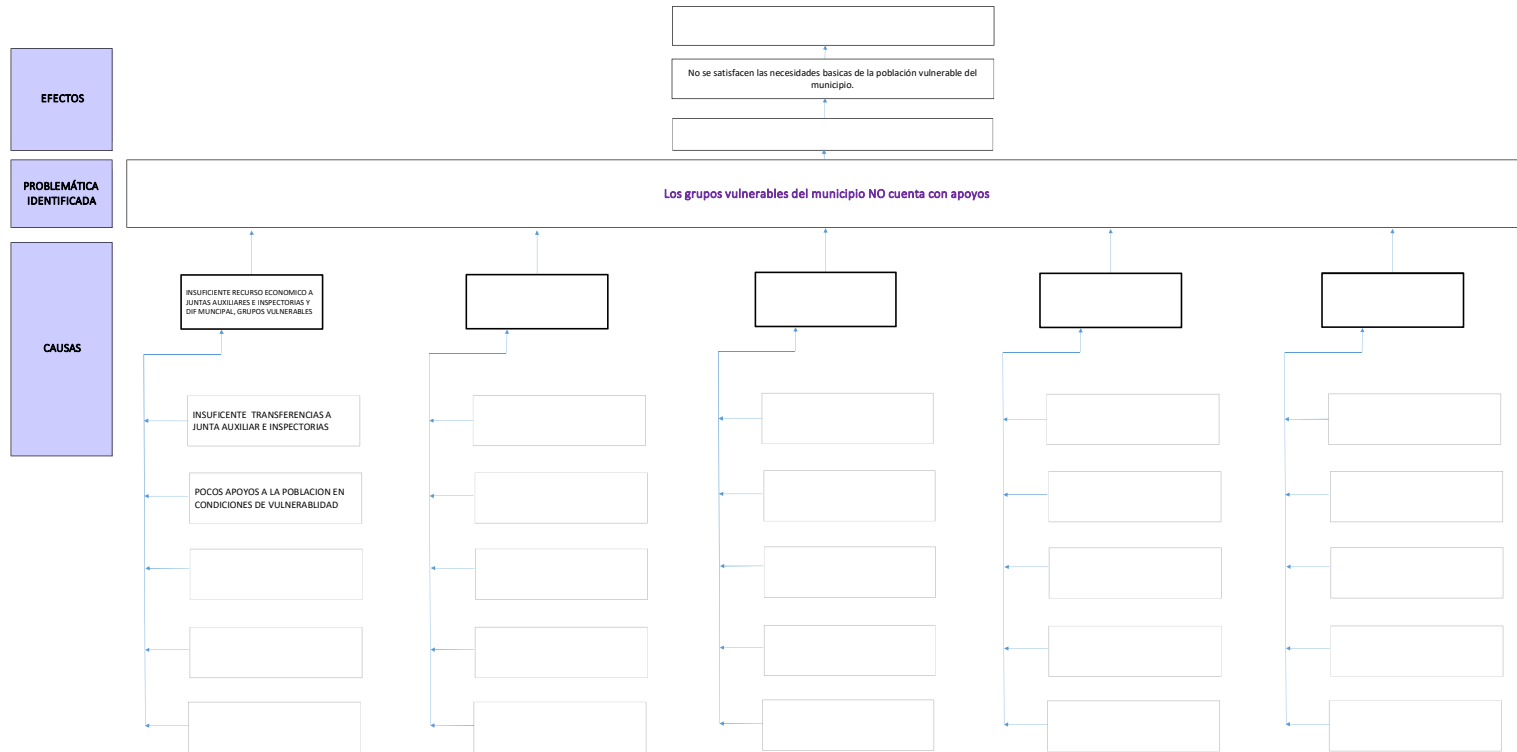 No se satisfacen las necesidades basicas de la población vulnerable del
municipio.
EFECTOS
PROBLEMÁTICA
IDENTIFICADA
Los grupos vulnerables del municipio NO cuenta con apoyos
CAUSAS
INSUFICIENTE RECURSO ECONOMICO A
JUNTAS AUXILIARES E INSPECTORIAS Y
DIF MUNCIPAL, GRUPOS VULNERABLES
INSUFICENTE TRANSFERENCIAS A
JUNTA AUXILIAR E INSPECTORIAS
POCOS APOYOS A LA POBLACION EN
CONDICIONES DE VULNERABLIDAD